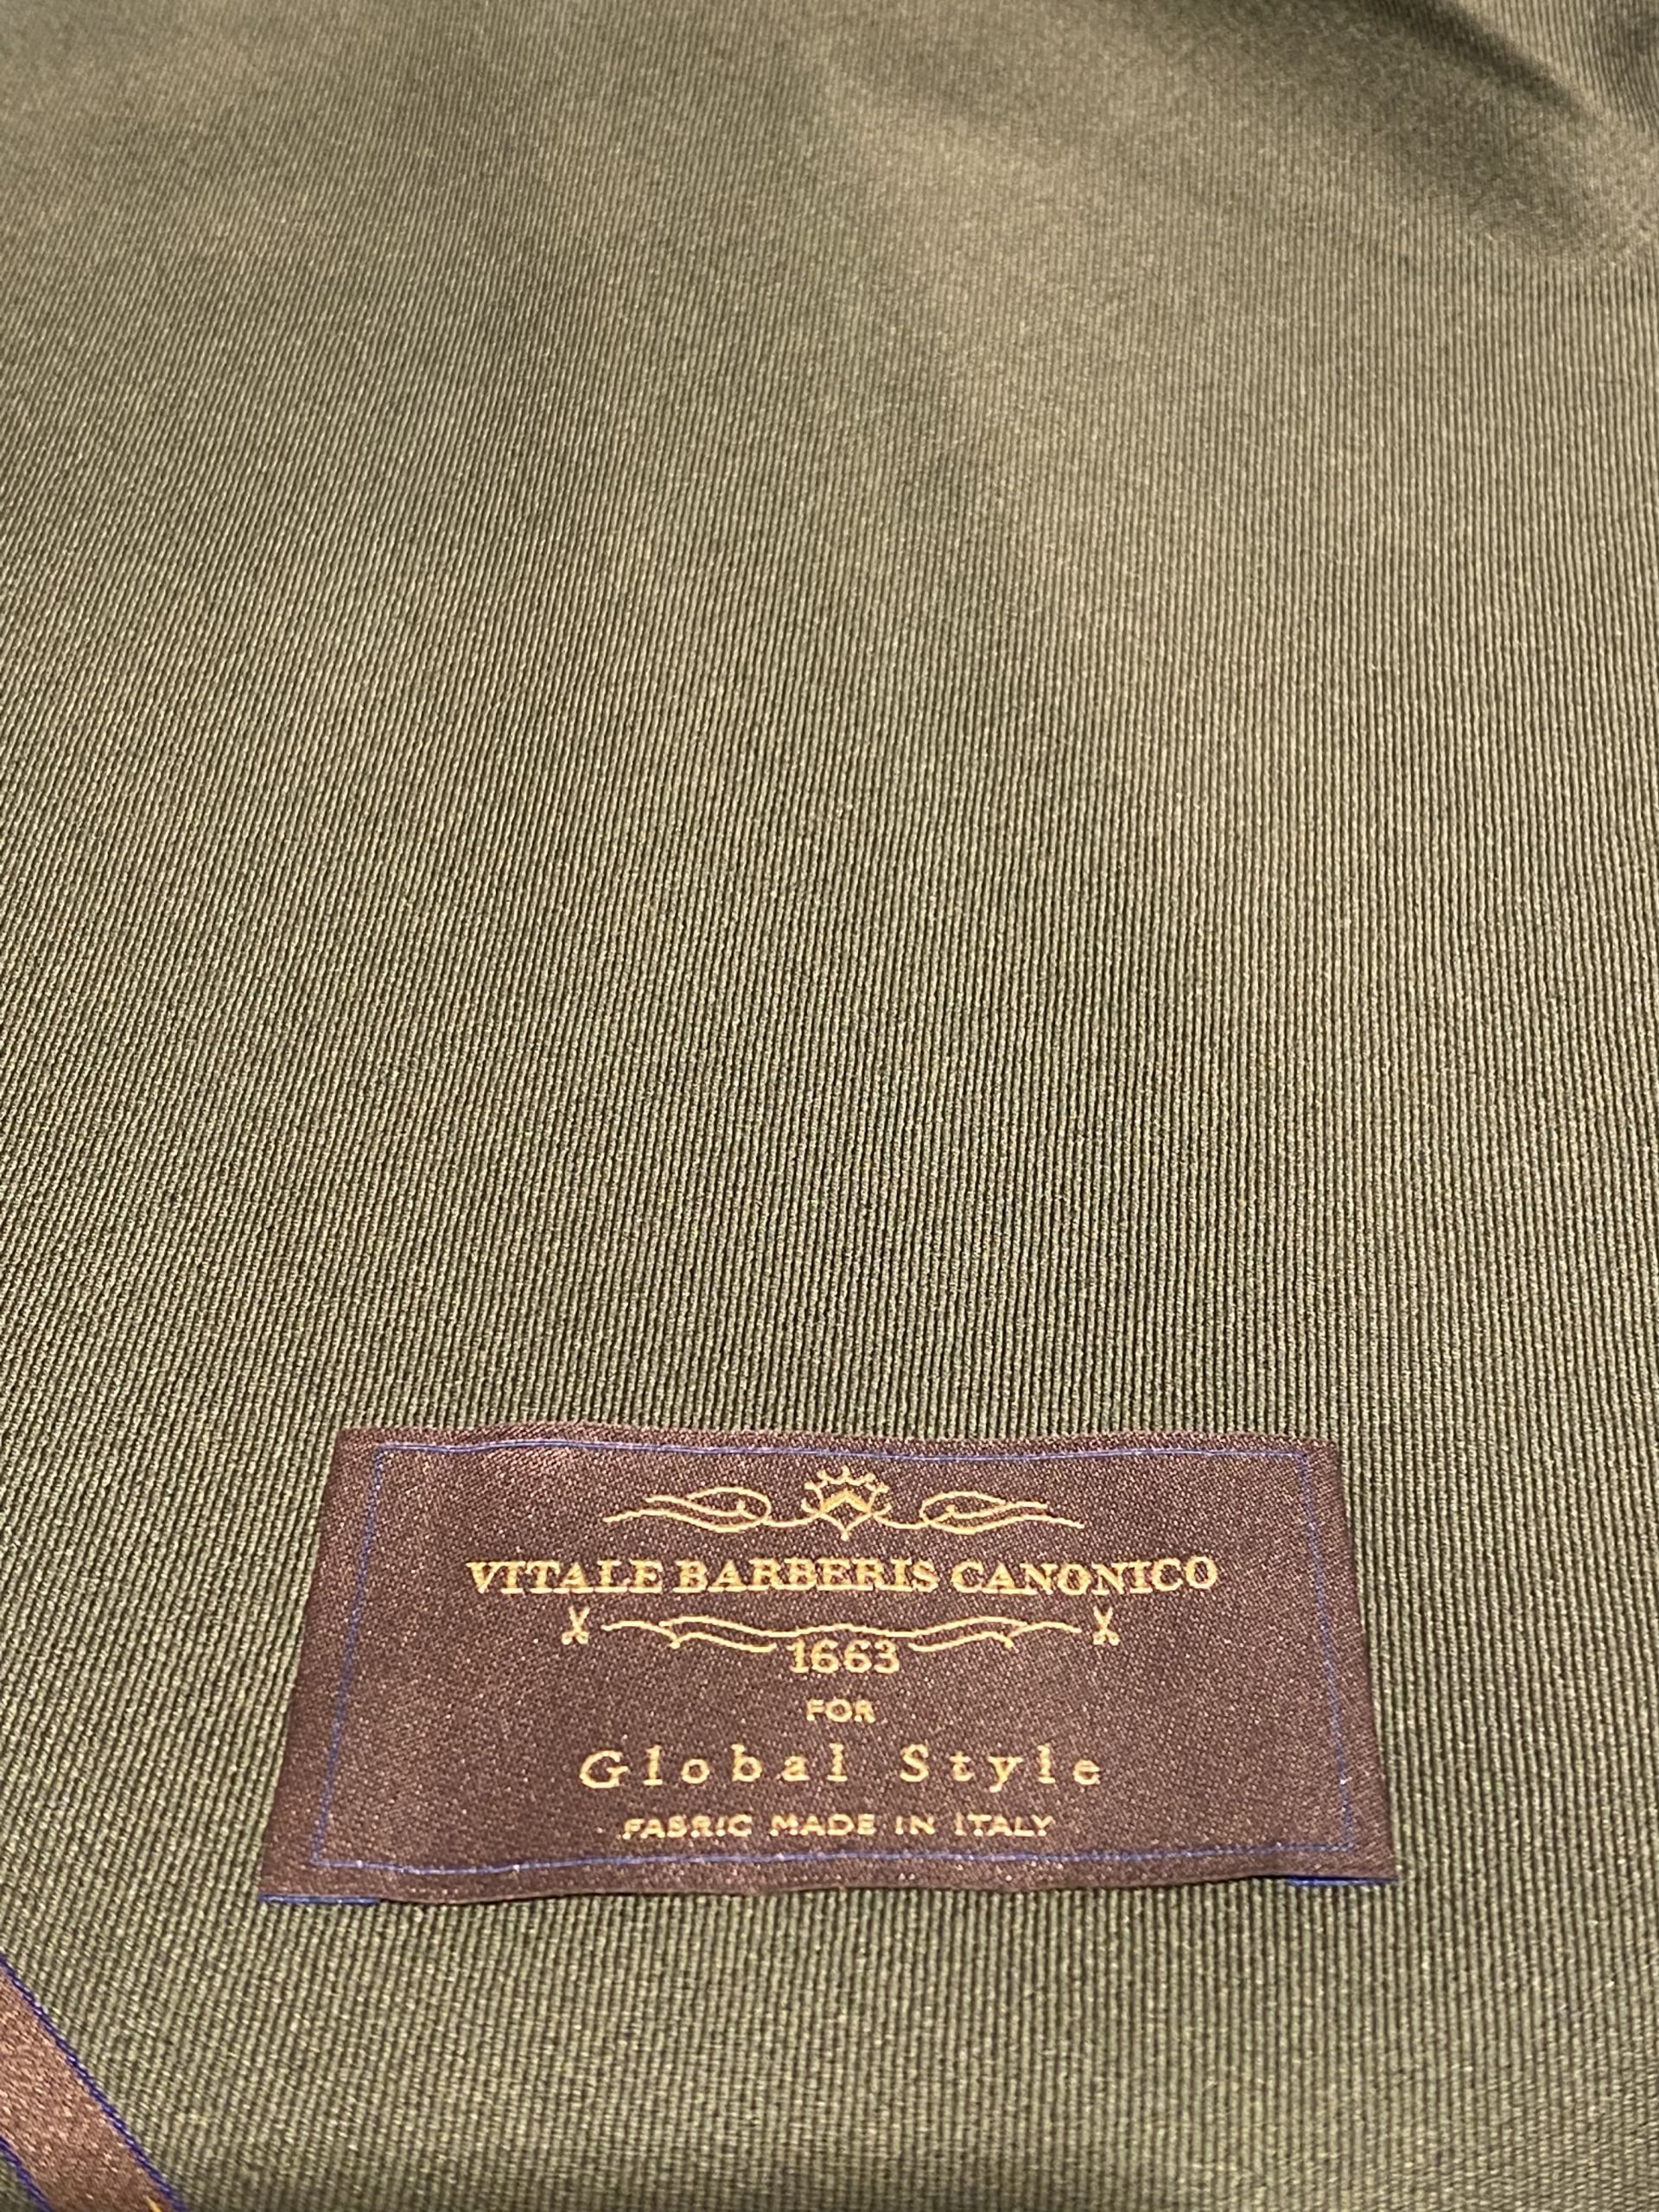 VITALE BARBERIS CANONICO
1663
FOR
Global Style
FABRIC MADE IN ITALY